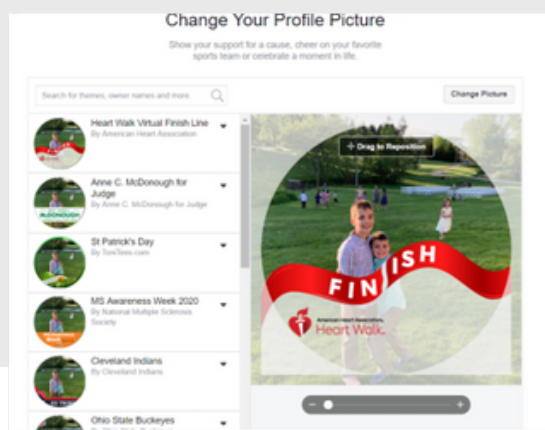 Change Your Profile Picture
Show your support for a cause, cheer on your favorite
sports team or celebrate a moment in life.
Search for themes, owner names and more.
Change Picture
Heart Walk Virtual Finish Line
By American Heart Association
Anne C. McDonough for
Judge
By Anne C. McDonough for Judge
St Patrick's Day
By TomTees.com
MS Awareness Week 2020
By National Multiple Sclerosis
Society
Cleveland Indians
By Cleveland Indians
Ohio State Buckeyes
Drag to Reposition
FINISH
American Heart Association.
Heart Walk.